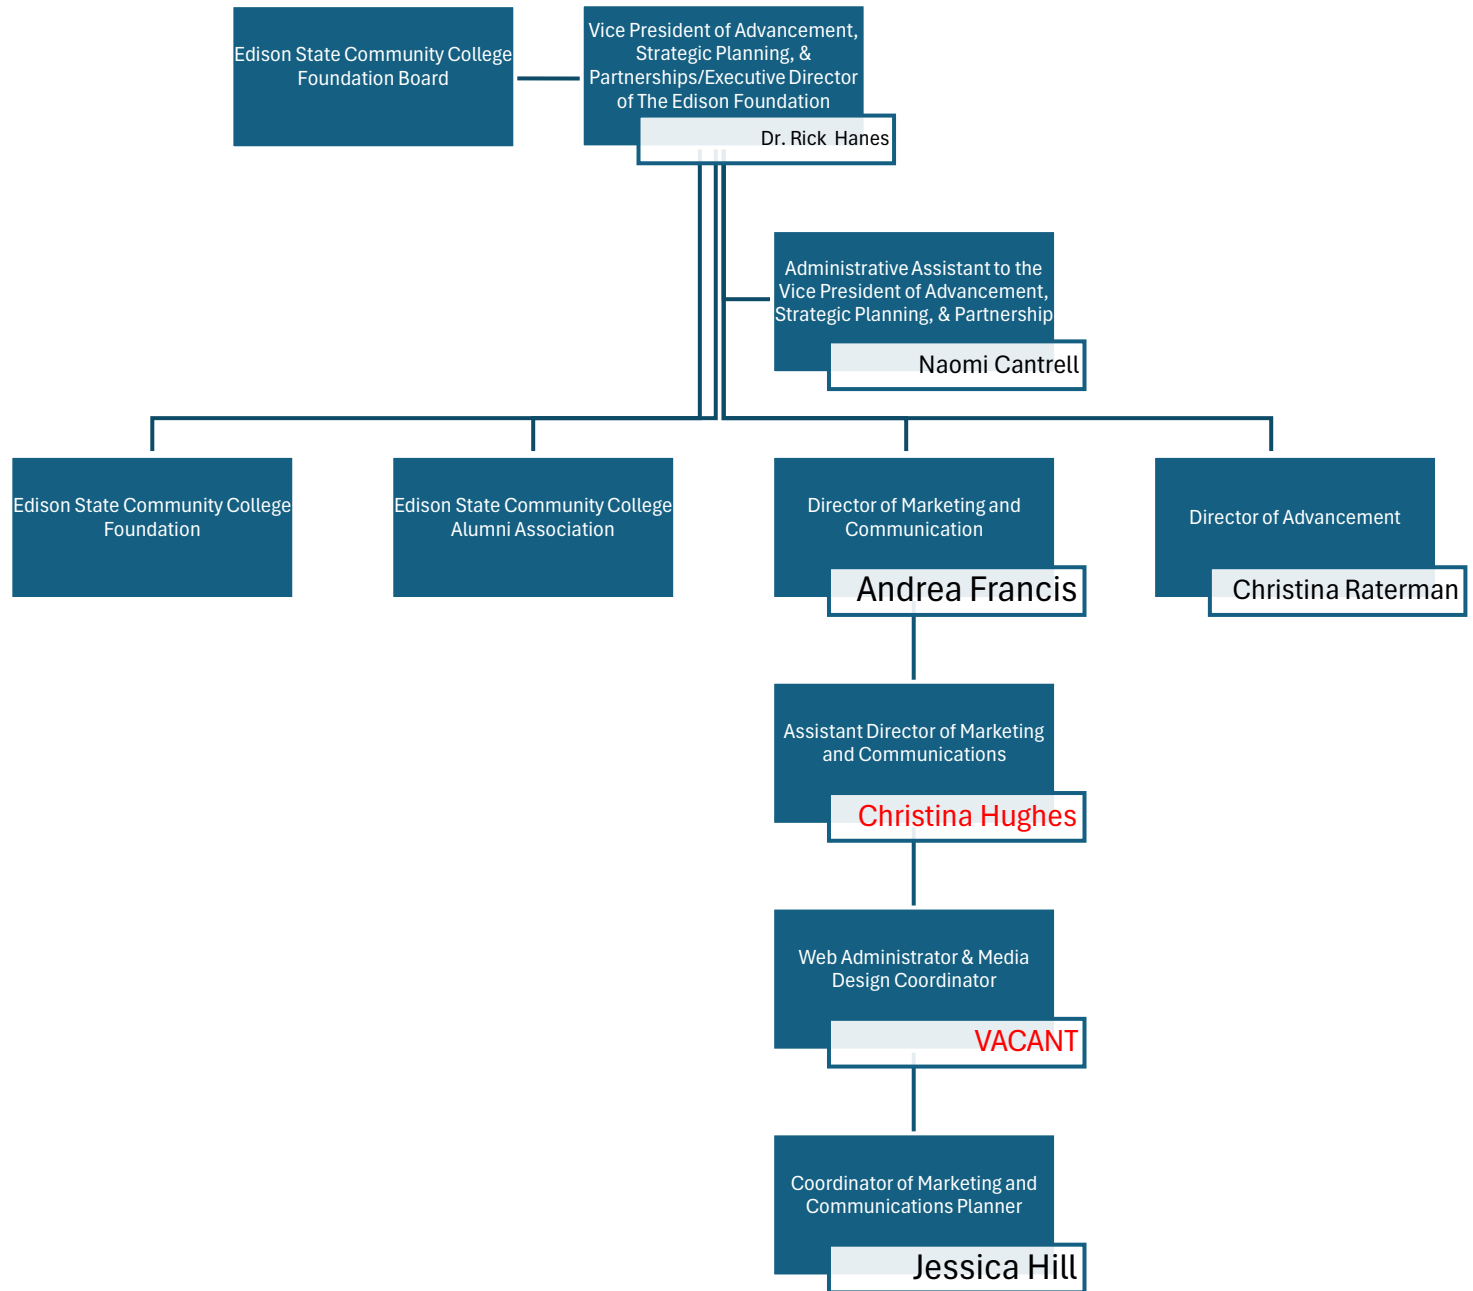 Edison State Community College
Foundation Board
Vice President of Advancement,
Strategic Planning, &
Partnerships/Executive Director
of The Edison Foundation
Dr. Rick Hanes
Administrative Assistant to the
Vice President of Advancement,
Strategic Planning, & Partnership
Naomi Cantrell
Edison State Community College
Foundation
Edison State Community College
Alumni Association
Director of Marketing and
Communication
Andrea Francis
Director of Advancement
Christina Raterman
Assistant Director of Marketing
and Communications
Christina Hughes
Web Administrator & Media
Design Coordinator
VACANT
Coordinator of Marketing and
Communications Planner
Jessica Hill